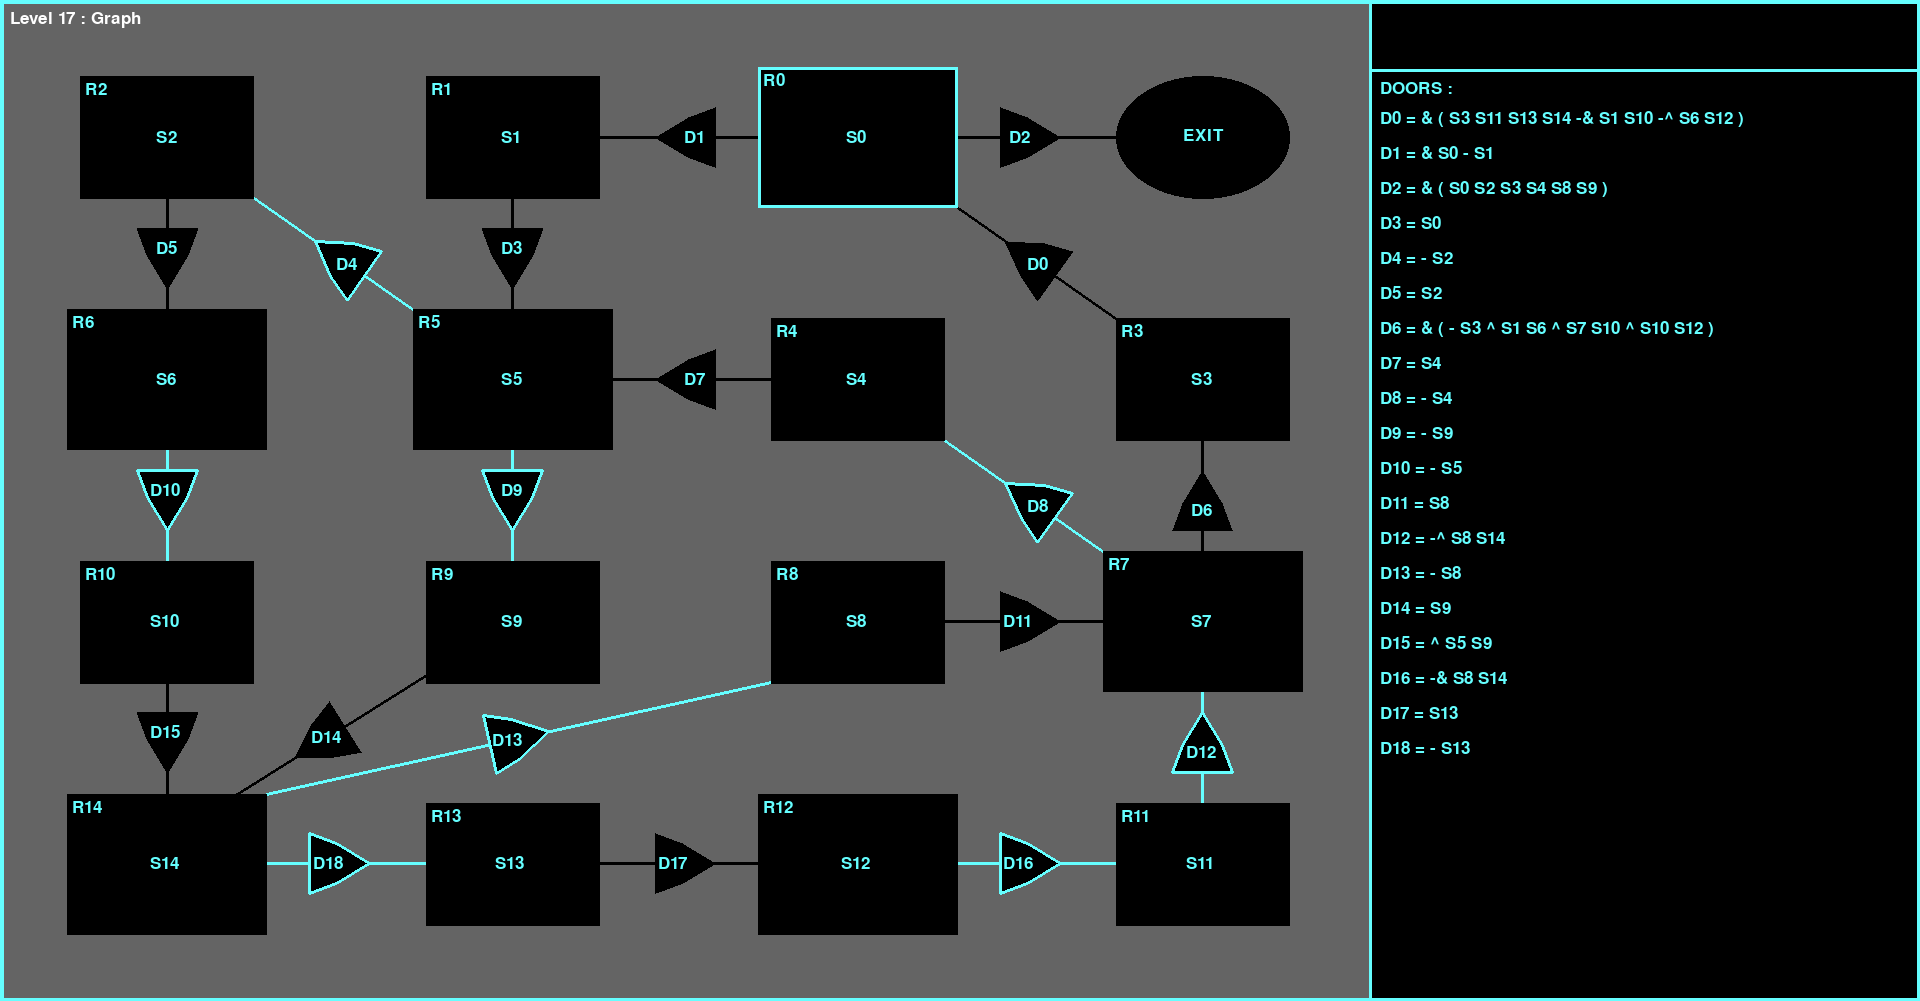 Level 17 : Graph
R2
S2
R1
S1
R0
S0
D1
D2
EXIT
D5
D4
D3
D0
R6
S6
R5
S5
D7
R4
S4
R3
S3
D10
D9
D8
D6
R10
S10
R9
S9
R8
S8
D11
R7
S7
D15
D14
D13
D12
R14
S14
D18
R13
S13
D17
R12
S12
D16
R11
S11
DOORS :
D0 = & ( S3 S11 S13 S14 -& S1 S10 -^ S6 S12 )
D1 = & S0 - S1
D2 = & ( S0 S2 S3 S4 S8 S9 )
D3 = S0
D4 = - S2
D5 = S2
D6 = & ( - S3 ^ S1 S6 ^ S7 S10 ^ S10 S12 )
D7 = S4
D8 = - S4
D9 = - S9
D10 = - S5
D11 = S8
D12 = -^ S8 S14
D13 = - S8
D14 = S9
D15 = ^ S5 S9
D16 = -& S8 S14
D17 = S13
D18 = - S13